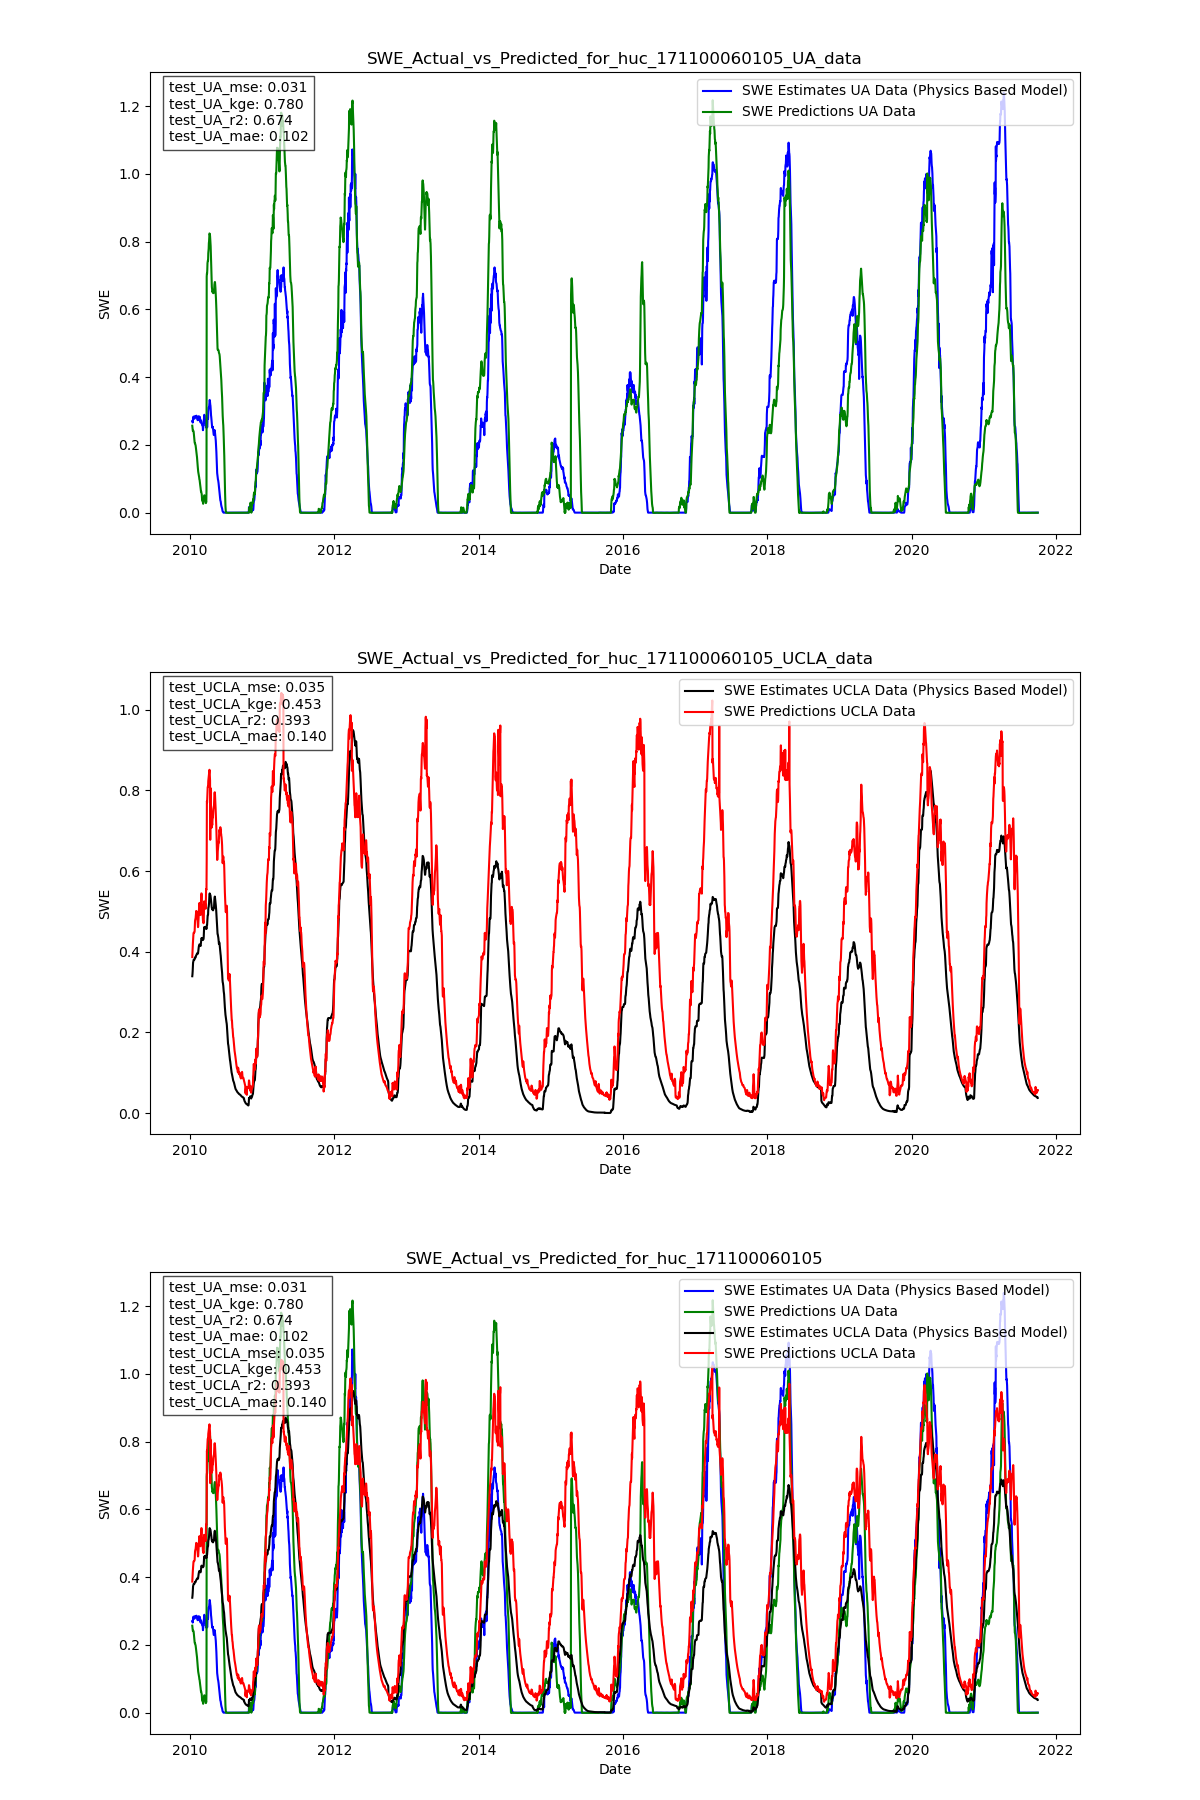 SWE_Actual_vs_Predicted_for_huc_171100060105_UA_data
test_UA_mse: 0.031
test_UA_kge: 0.780
test_UA_r2: 0.674
test_UA_mae: 0.102
SWE Estimates UA Data (Physics Based Model)
SWE Predictions UA Data
1.2
1.0
0.8
0.6
0.4
0.2
0.0
SWE
2010 2012 2014 2016 2018 2020 2022
Date
SWE_Actual_vs_Predicted_for_huc_171100060105_UCLA_data
test_UCLA_mse: 0.035
test_UCLA_kge: 0.453
test_UCLA_r2: 0.393
test_UCLA_mae: 0.140
SWE Estimates UCLA Data (Physics Based Model)
SWE Predictions UCLA Data
1.0
0.8
0.6
0.4
0.2
0.0
SWE
2010 2012 2014 2016 2018 2020 2022
Date
SWE_Actual_vs_Predicted_for_huc_171100060105
test_UA_mse: 0.031
test_UA_kge: 0.780
test_UA_r2: 0.674
test_UA_mae: 0.102
test_UCLA_mse: 0.035
test_UCLA_kge: 0.453
test_UCLA_r2: 0.393
test_UCLA_mae: 0.140
SWE Estimates UA Data (Physics Based Model)
SWE Predictions UA Data
SWE Estimates UCLA Data (Physics Based Model)
SWE Predictions UCLA Data
1.2
1.0
0.8
0.6
0.4
0.2
0.0
SWE
2010 2012 2014 2016 2018 2020 2022
Date